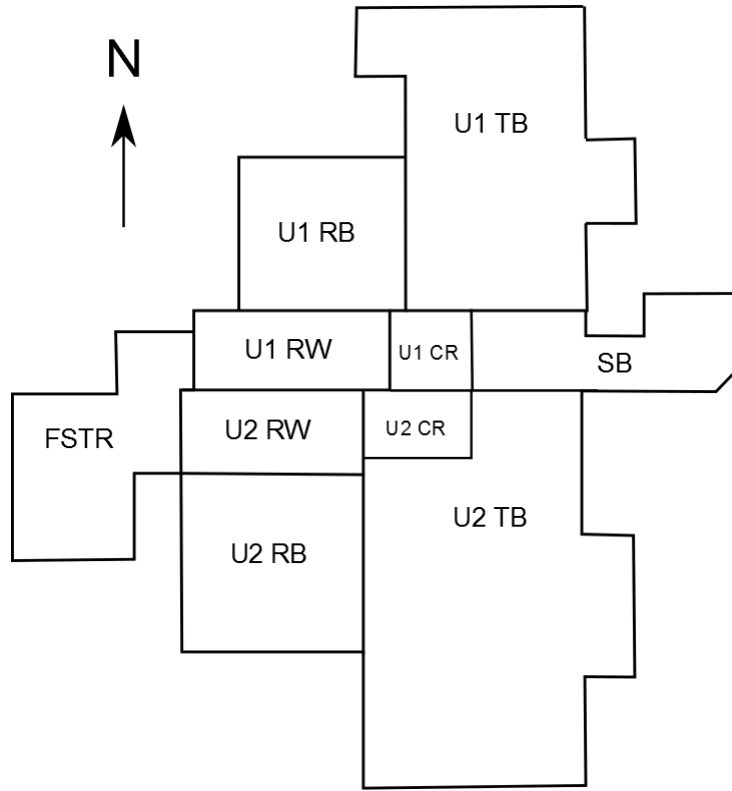 N
U1 TB
U1 RB
U1 RW
U1 CR
SB
FSTR
U2 RW
U2 CR
U2 TB
U2 RB